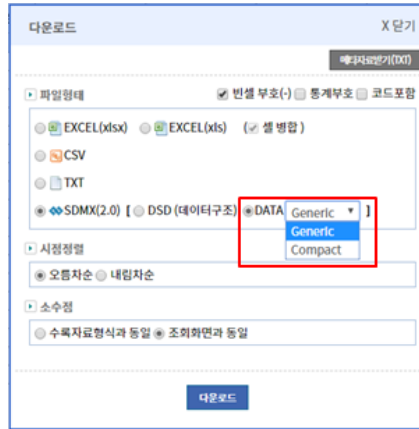 다운로드 X 닫기
메타자료받기(TXT)
파일형태 빈셀 부호(-) 통계부호 코드포함
EXCEL(xlsx) EXCEL(xls) (셀 병합)
CSV
TXT
SDMX(2.0) [ DSD (데이터구조) DATA Generic ]
Generic
Compact
시점정렬
오름차순 내림차순
소수점
수록자료형식과 동일 조회화면과 동일
다운로드